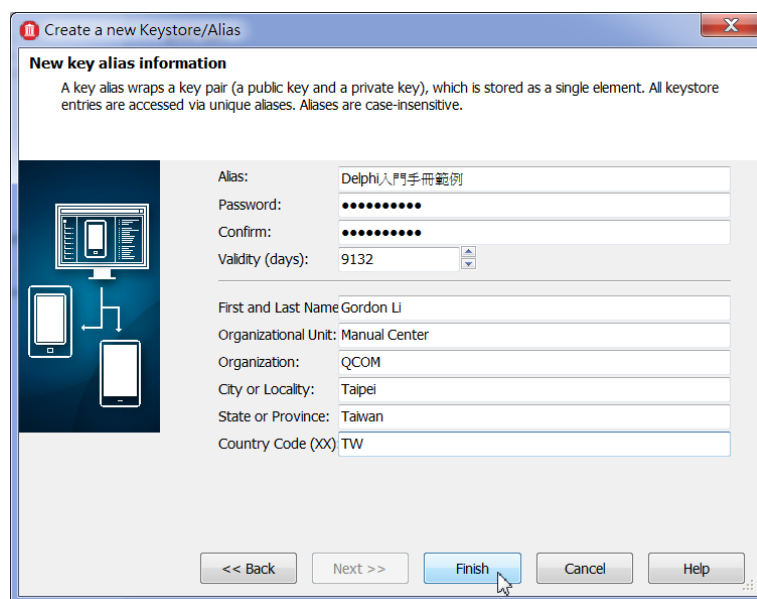 Create a new Keystore/Alias
New key alias information
A key alias wraps a key pair (a public key and a private key), which is stored as a single element. All keystore
entries are accessed via unique aliases. Aliases are case-insensitive.
Alias: Delphi入門手冊範例
Password: ●●●●●●●●●●
Confirm: ●●●●●●●●●●
Validity (days): 9132
First and Last Name Gordon Li
Organizational Unit: Manual Center
Organization: QCOM
City or Locality: Taipei
State or Province: Taiwan
Country Code (XX) TW
<< Back Next >> Finish Cancel Help